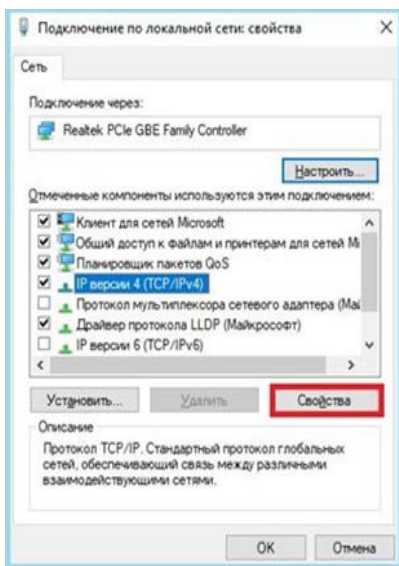 Подключение по локальной сети: свойства
Сеть
Подключение через:
Realtek PCIe GBE Family Controller
Настроить...
Отмеченные компоненты используются этим подключением:
Клиент для сетей Microsoft
Общий доступ к файлам и принтерам для сетей Mi
Планировщик пакетов QoS
IP версии 4 (TCP/IPv4)
Протокол мультиплексора сетевого адаптера (Май
Драйвер протокола LLDP (Майкрософт)
IP версии 6 (TCP/IPv6)
Установить...
Удалить
Свойства
Описание
Протокол TCP/IP. Стандартный протокол глобальных
сетей, обеспечивающий связь между различными
взаимодействующими сетями.
OK
Отмена